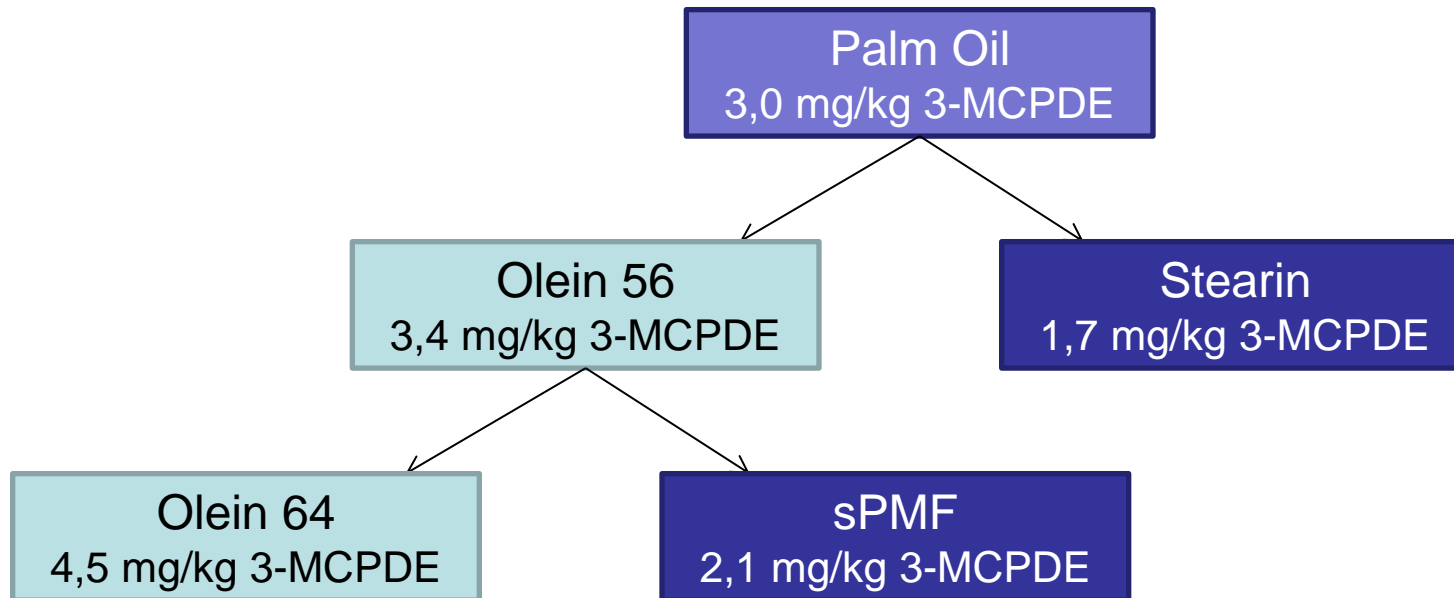 Palm Oil
3,0 mg/kg 3-MCPDE
Olein 56
3,4 mg/kg 3-MCPDE
Stearin
1,7 mg/kg 3-MCPDE
Olein 64
4,5 mg/kg 3-MCPDE
sPMF
2,1 mg/kg 3-MCPDE